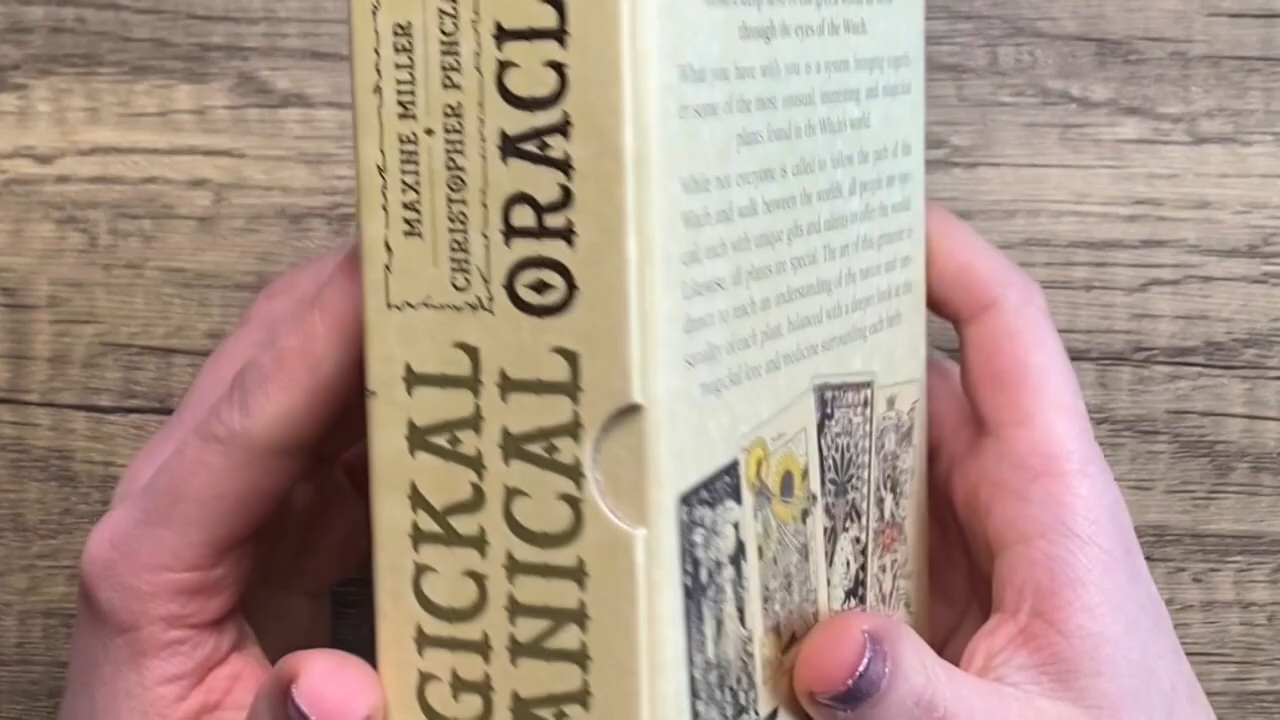 MAXINE MILLER
CHRISTOPHER PENCZ
GICKAL
ANICAL ORACL
through the eyes of the Witch.
What you have with you is a system bringing
or some of the most unusual, interesting and magickal
plants found in the Witch's world.
While not everyone is called to follow the path of the
Witch and walk between the worlds, all people are
each with unique gifts and talents to offer the world.
Likewise, all plants are special. The art of this grimoire is
drawn to reach an understanding of the nature and
of each plant, balanced with a deeper look at the
magickal lore and medicine surrounding each herb.